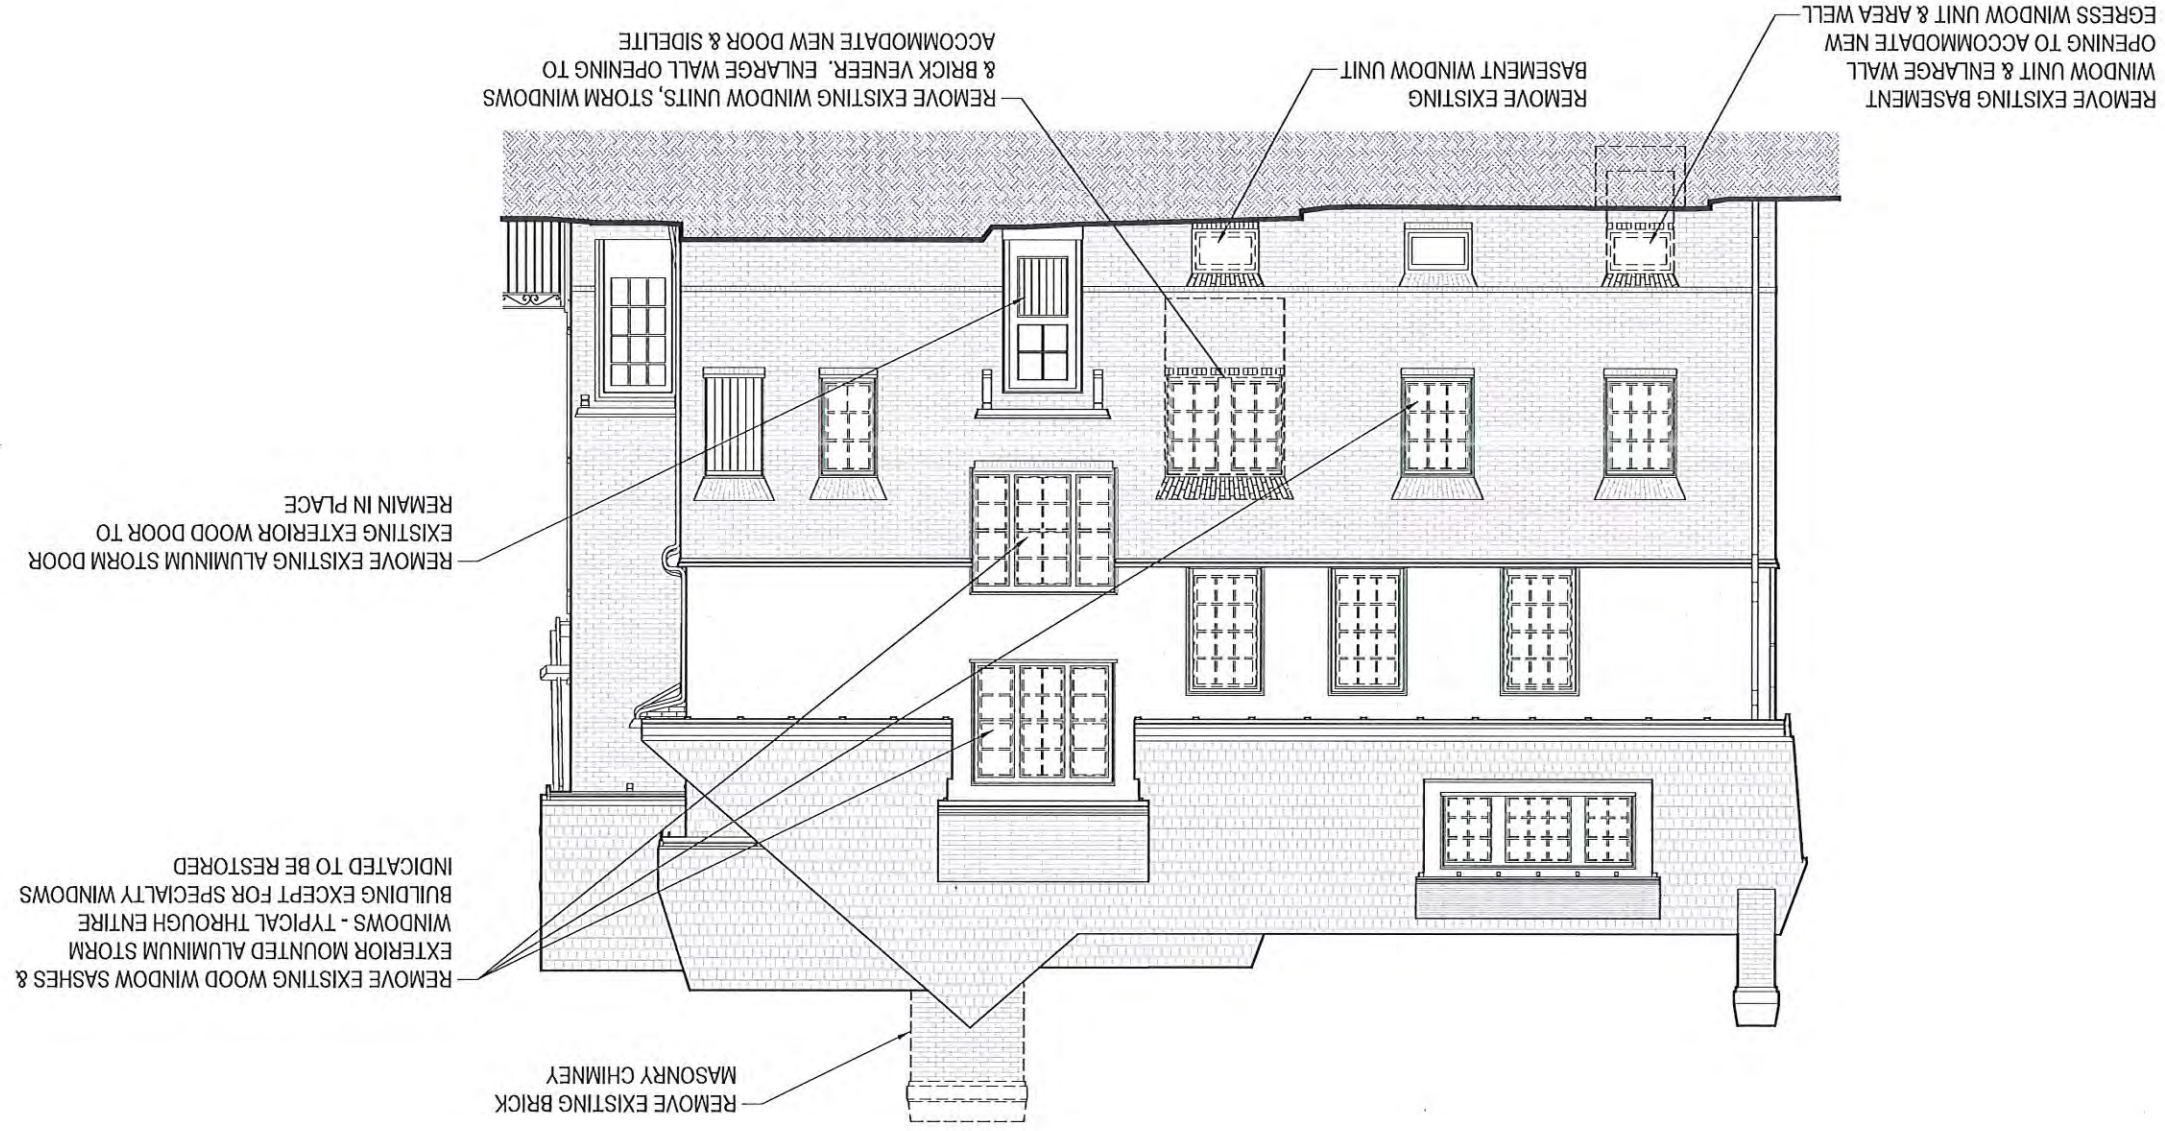 REMOVE EXISTING BRICK
MASONRY CHIMNEY
REMOVE EXISTING WOOD WINDOW SASHES &
EXTERIOR MOUNTED ALUMINUM STORM
WINDOWS - TYPICAL THROUGH ENTIRE
BUILDING EXCEPT FOR SPECIALTY WINDOWS
INDICATED TO BE RESTORED
REMOVE EXISTING ALUMINUM STORM DOOR
EXISTING EXTERIOR WOOD DOOR TO
REMAIN IN PLACE
REMOVE EXISTING BASEMENT
WINDOW UNIT & ENLARGE WALL
OPENING TO ACCOMMODATE NEW
EGRESS WINDOW UNIT & AREA WELL
REMOVE EXISTING
BASEMENT WINDOW UNIT
REMOVE EXISTING WINDOW UNITS, STORM WINDOWS
& BRICK VENEER. ENLARGE WALL OPENING TO
ACCOMMODATE NEW DOOR & SIDELITE